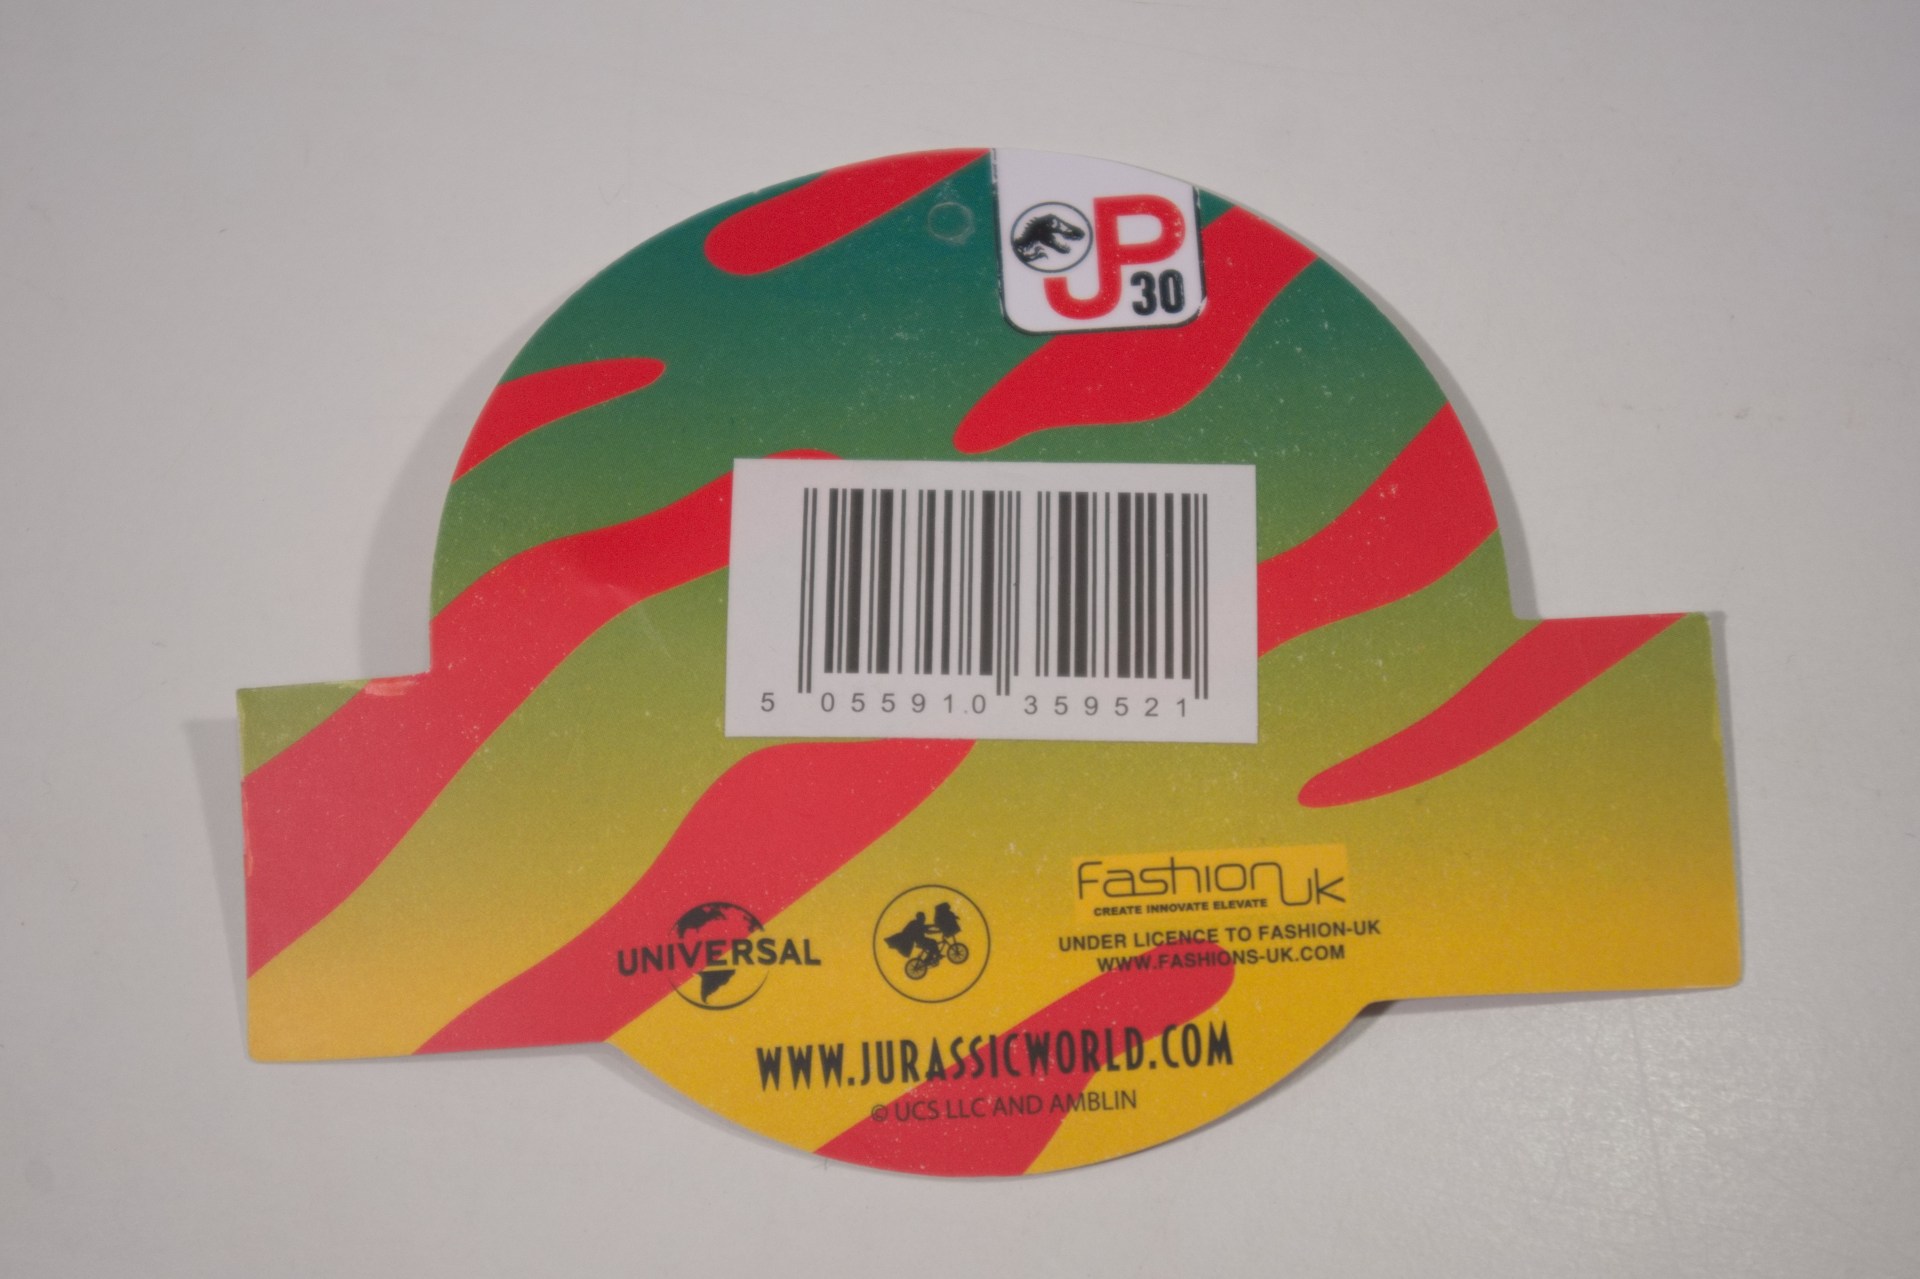 JP
30
5 055910 359521
Fashion UK
CREATE INNOVATE ELEVATE
UNDER LICENCE TO FASHION-UK
WWW.FASHIONS-UK.COM
UNIVERSAL
WWW.JURASSICWORLD.COM
© UCS LLC AND AMBLIN